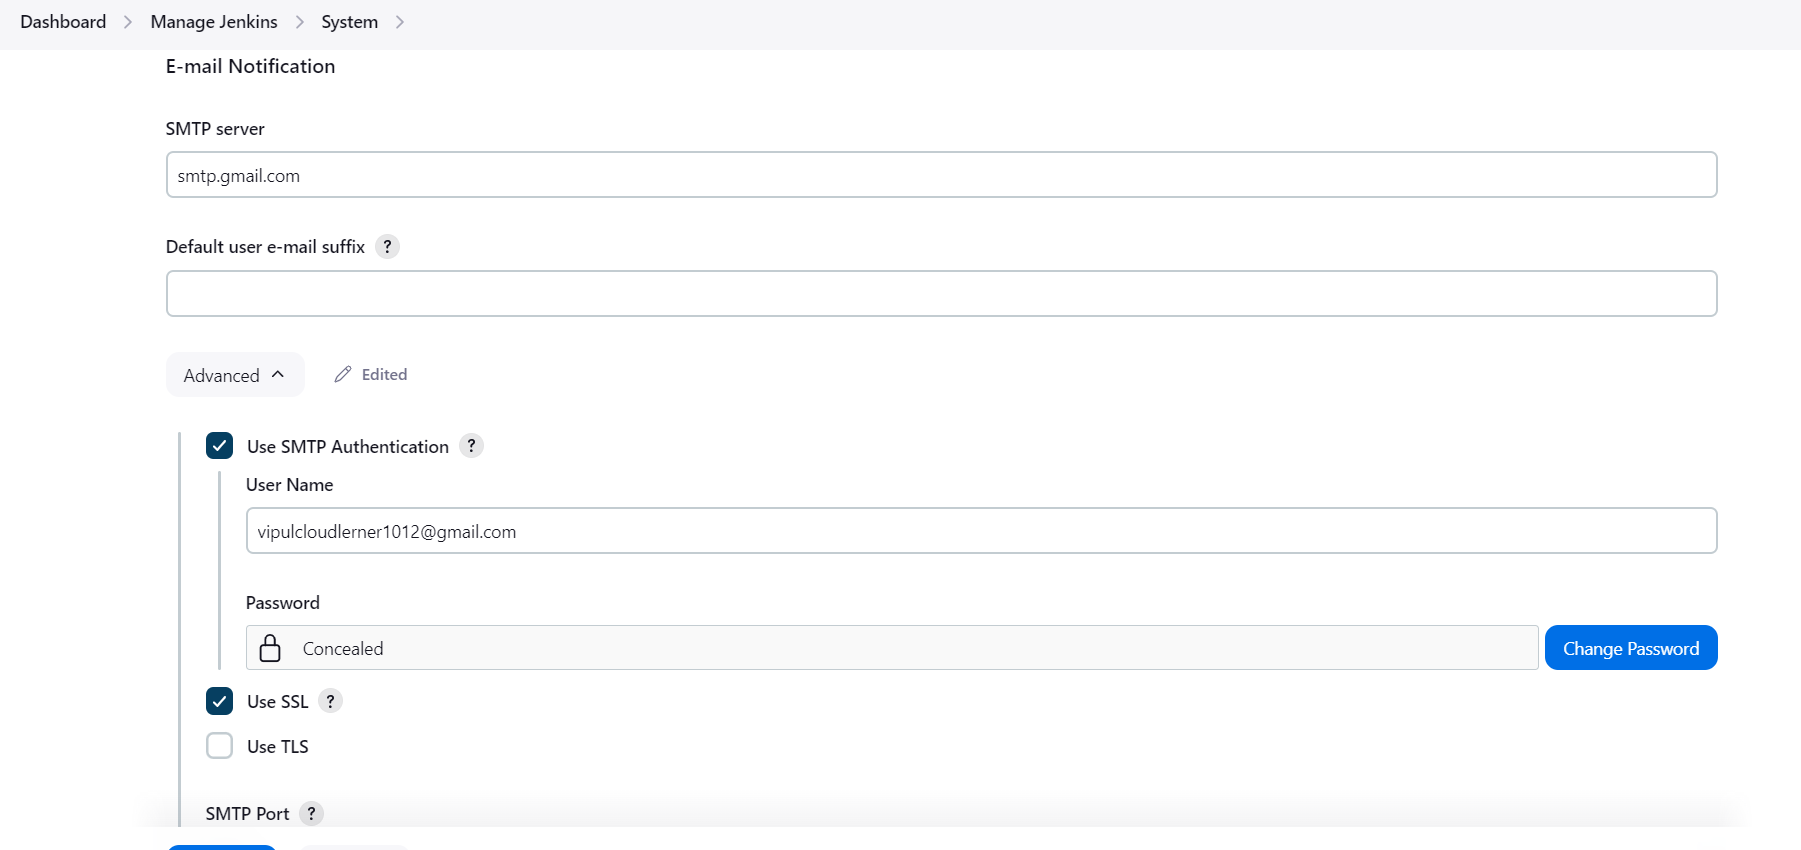 Dashboard > Manage Jenkins > System >
E-mail Notification
SMTP server
smtp.gmail.com
Default user e-mail suffix ?
Advanced Edited
Use SMTP Authentication ?
User Name
vipulcloudlerner1012@gmail.com
Password
Concealed Change Password
Use SSL ?
Use TLS
SMTP Port ?